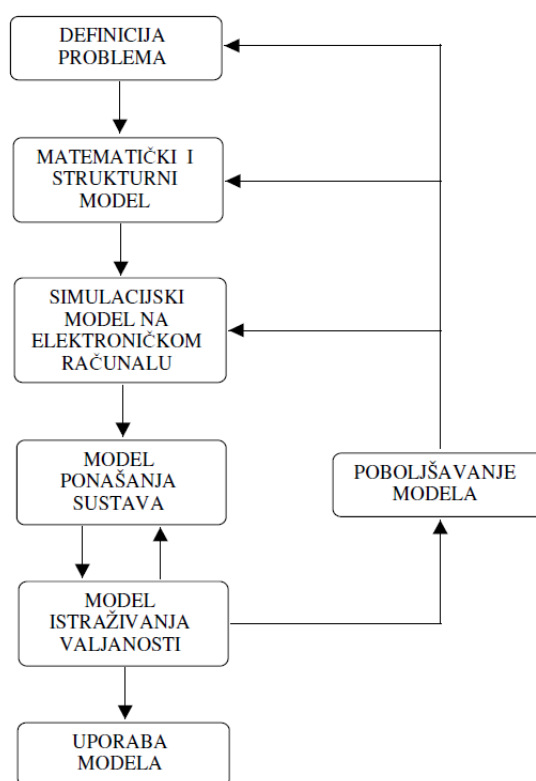 DEFINICIJA
PROBLEMA
MATEMATIČKI I
STRUKTURNI
MODEL
SIMULACIJSKI
MODEL NA
ELEKTRONIČKOM
RAČUNALU
MODEL
PONAŠANJA
SUSTAVA
POBOLJŠAVANJE
MODELA
MODEL
ISTRAŽIVANJA
VALJANOSTI
UPORABA
MODELA